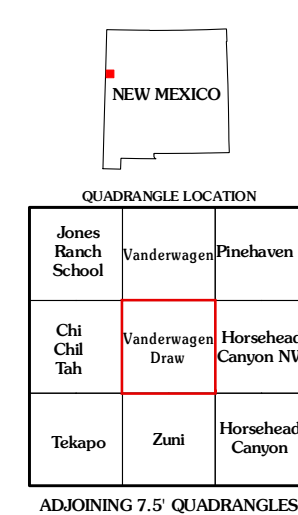 NEW MEXICO
QUADRANGLE LOCATION
Jones
Ranch
School
Vanderwagen
Pinehaven
Chi
Chil
Tah
Vanderwagen
Draw
Horsehead
Canyon NW
Tekapo
Zuni
Horsehead
Canyon
ADJOINING 7.5' QUADRANGLES